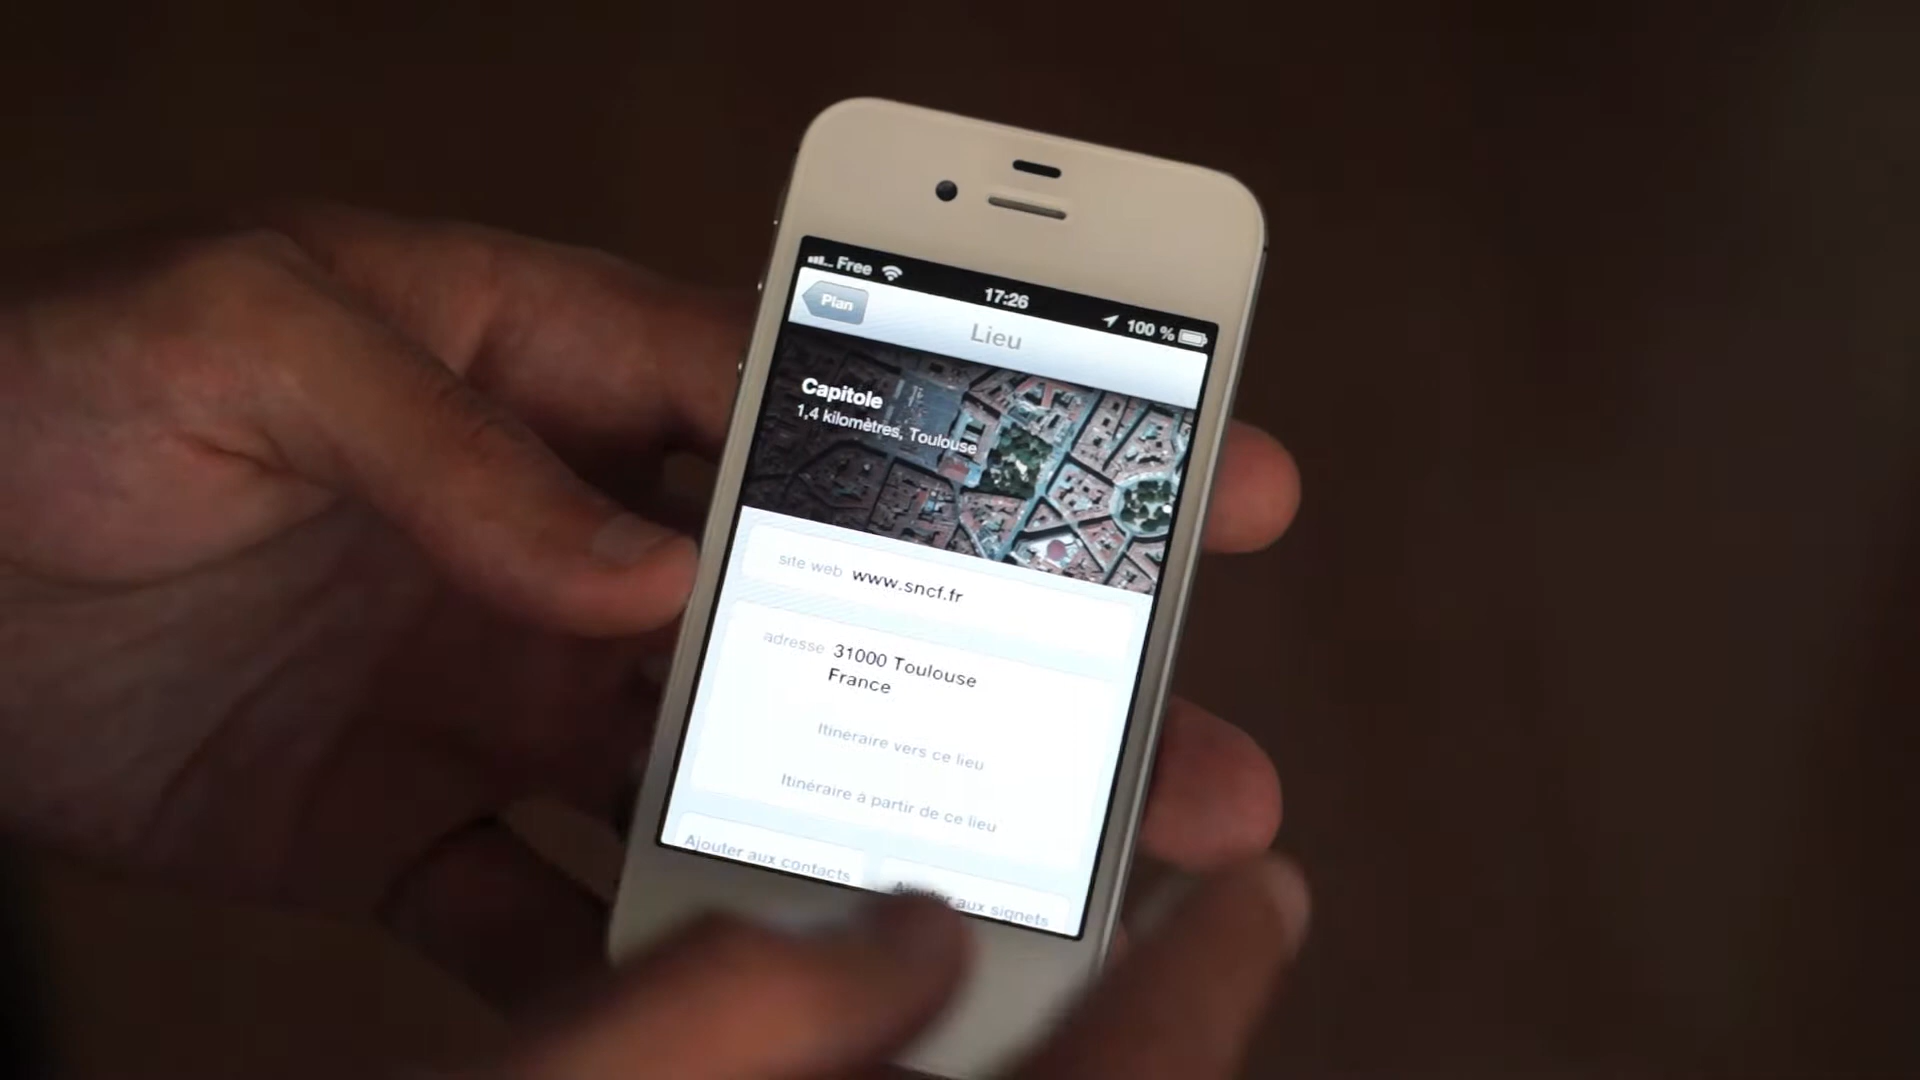 Free
17:26
100 %
Plan
Lieu
Capitole
1,4 kilomètres, Toulouse
site web www.sncf.fr
adresse 31000 Toulouse
France
Itinéraire vers ce lieu
Itinéraire à partir de ce lieu
Ajouter aux contacts
Ajouter aux signets